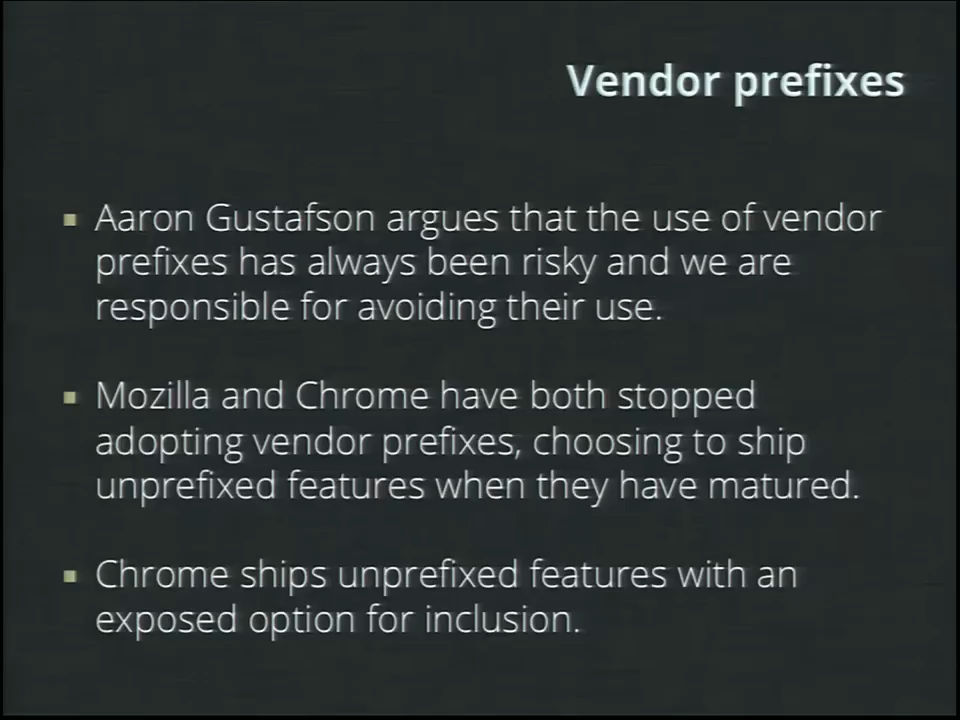 Vendor prefixes
Aaron Gustafson argues that the use of vendor
prefixes has always been risky and we are
responsible for avoiding their use.
Mozilla and Chrome have both stopped
adopting vendor prefixes, choosing to ship
unprefixed features when they have matured.
Chrome ships unprefixed features with an
exposed option for inclusion.